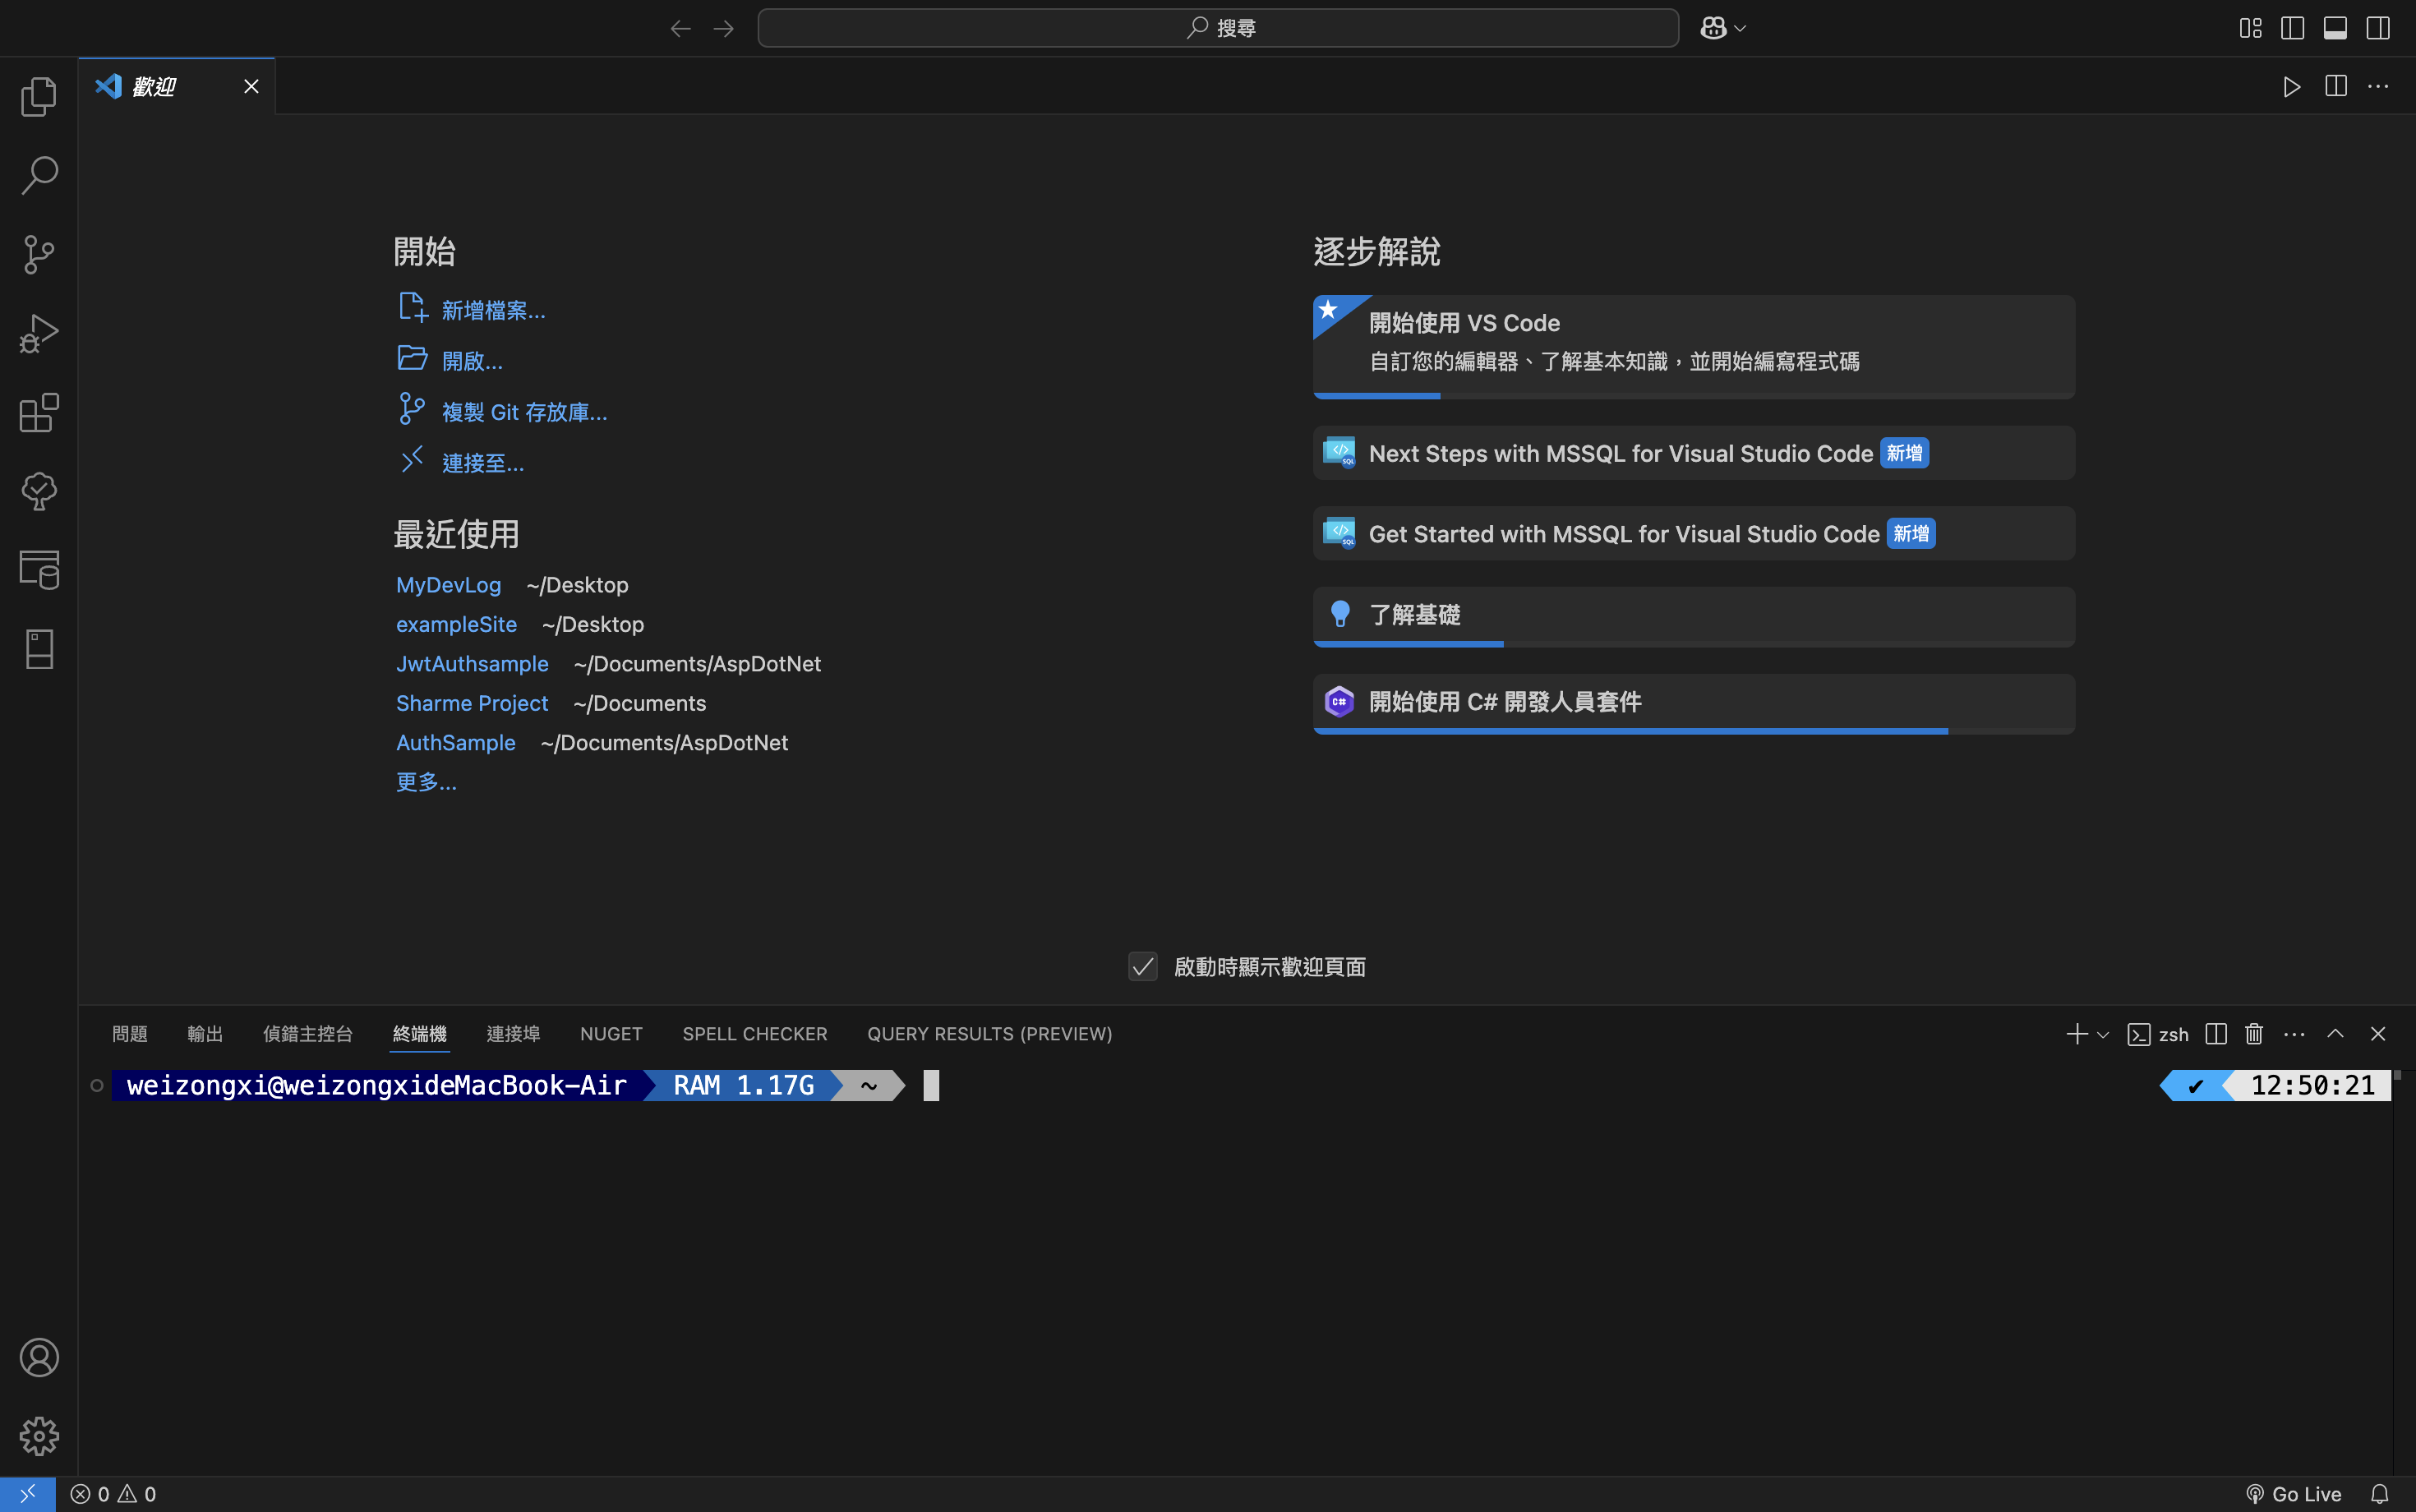 搜尋
歡迎
開始
新增檔案...
開啟...
複製 Git 存放庫...
連接至...
最近使用
MyDevLog ~/Desktop
exampleSite ~/Desktop
JwtAuthsample ~/Documents/AspDotNet
Sharme Project ~/Documents
AuthSample ~/Documents/AspDotNet
更多...
逐步解說
開始使用 VS Code
自訂您的編輯器、了解基本知識，並開始編寫程式碼
Next Steps with MSSQL for Visual Studio Code 新增
Get Started with MSSQL for Visual Studio Code 新增
了解基礎
開始使用 C# 開發人員套件
啟動時顯示歡迎頁面
問題 輸出 偵錯主控台 終端機 連接埠 NUGET SPELL CHECKER QUERY RESULTS (PREVIEW) zsh
weizongxi@weizongxideMacBook-Air RAM 1.17G ~ ✔ 12:50:21
0 0 Go Live